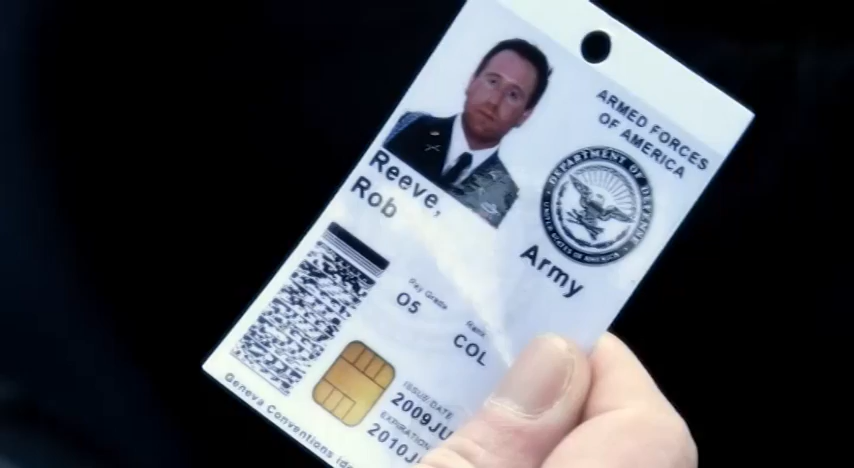 ARMED FORCES
OF AMERICA
DEPARTMENT OF DEFENSE
UNITED STATES OF AMERICA
Reeve,
Rob
Army
Pay Grade
O5
Rank
COL
ISSUE DATE
2009JU
EXPIRATION
2010J
Geneva Conventions Id